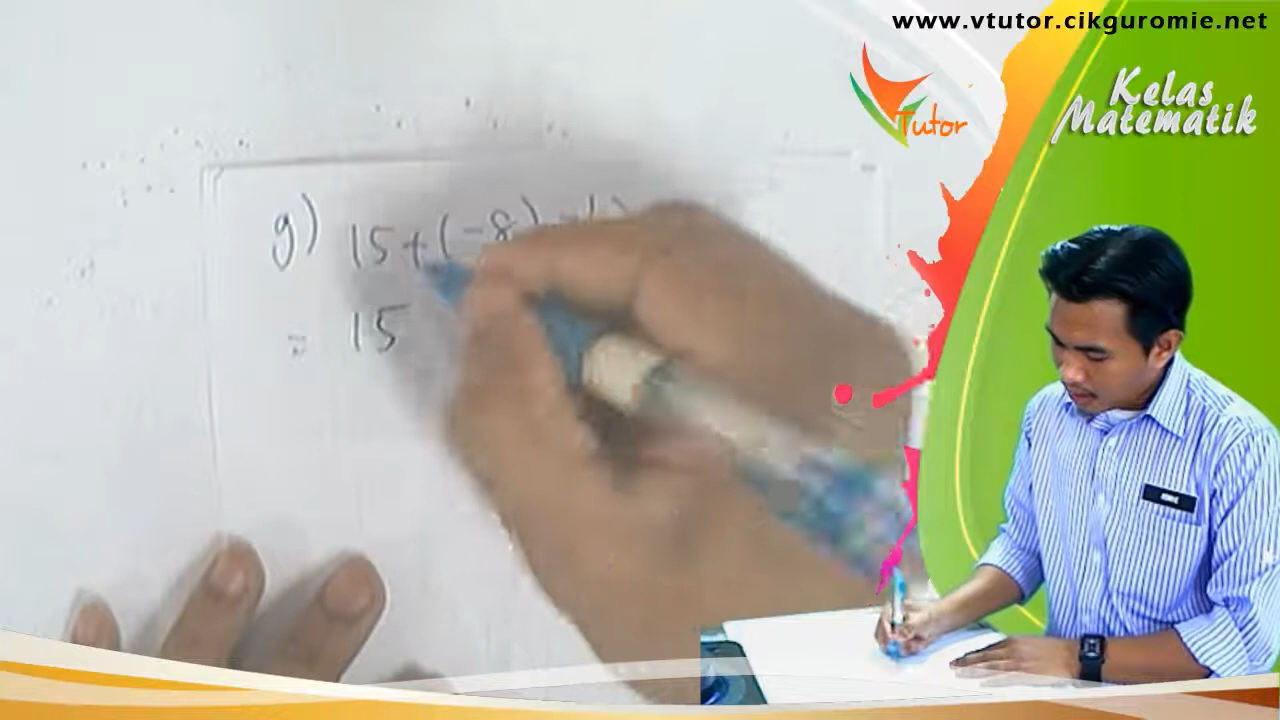 www.vtutor.cikguromie.net
Tutor
Kelas
Matematik
g) 15 + (-8)
= 15